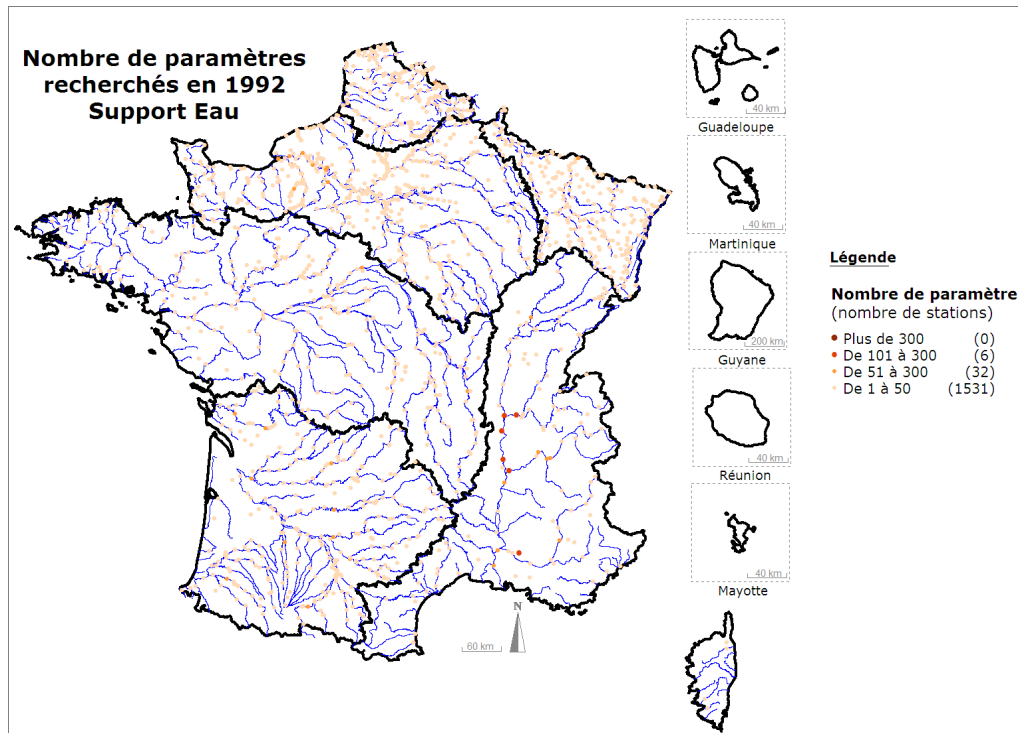 Nombre de paramètres
recherchés en 1992
Support Eau
40 km
Guadeloupe
40 km
Martinique
200 km
Guyane
40 km
Réunion
40 km
Mayotte
N
60 km
Légende
Nombre de paramètre
(nombre de stations)
Plus de 300 (0)
De 101 à 300 (6)
De 51 à 300 (32)
De 1 à 50 (1531)